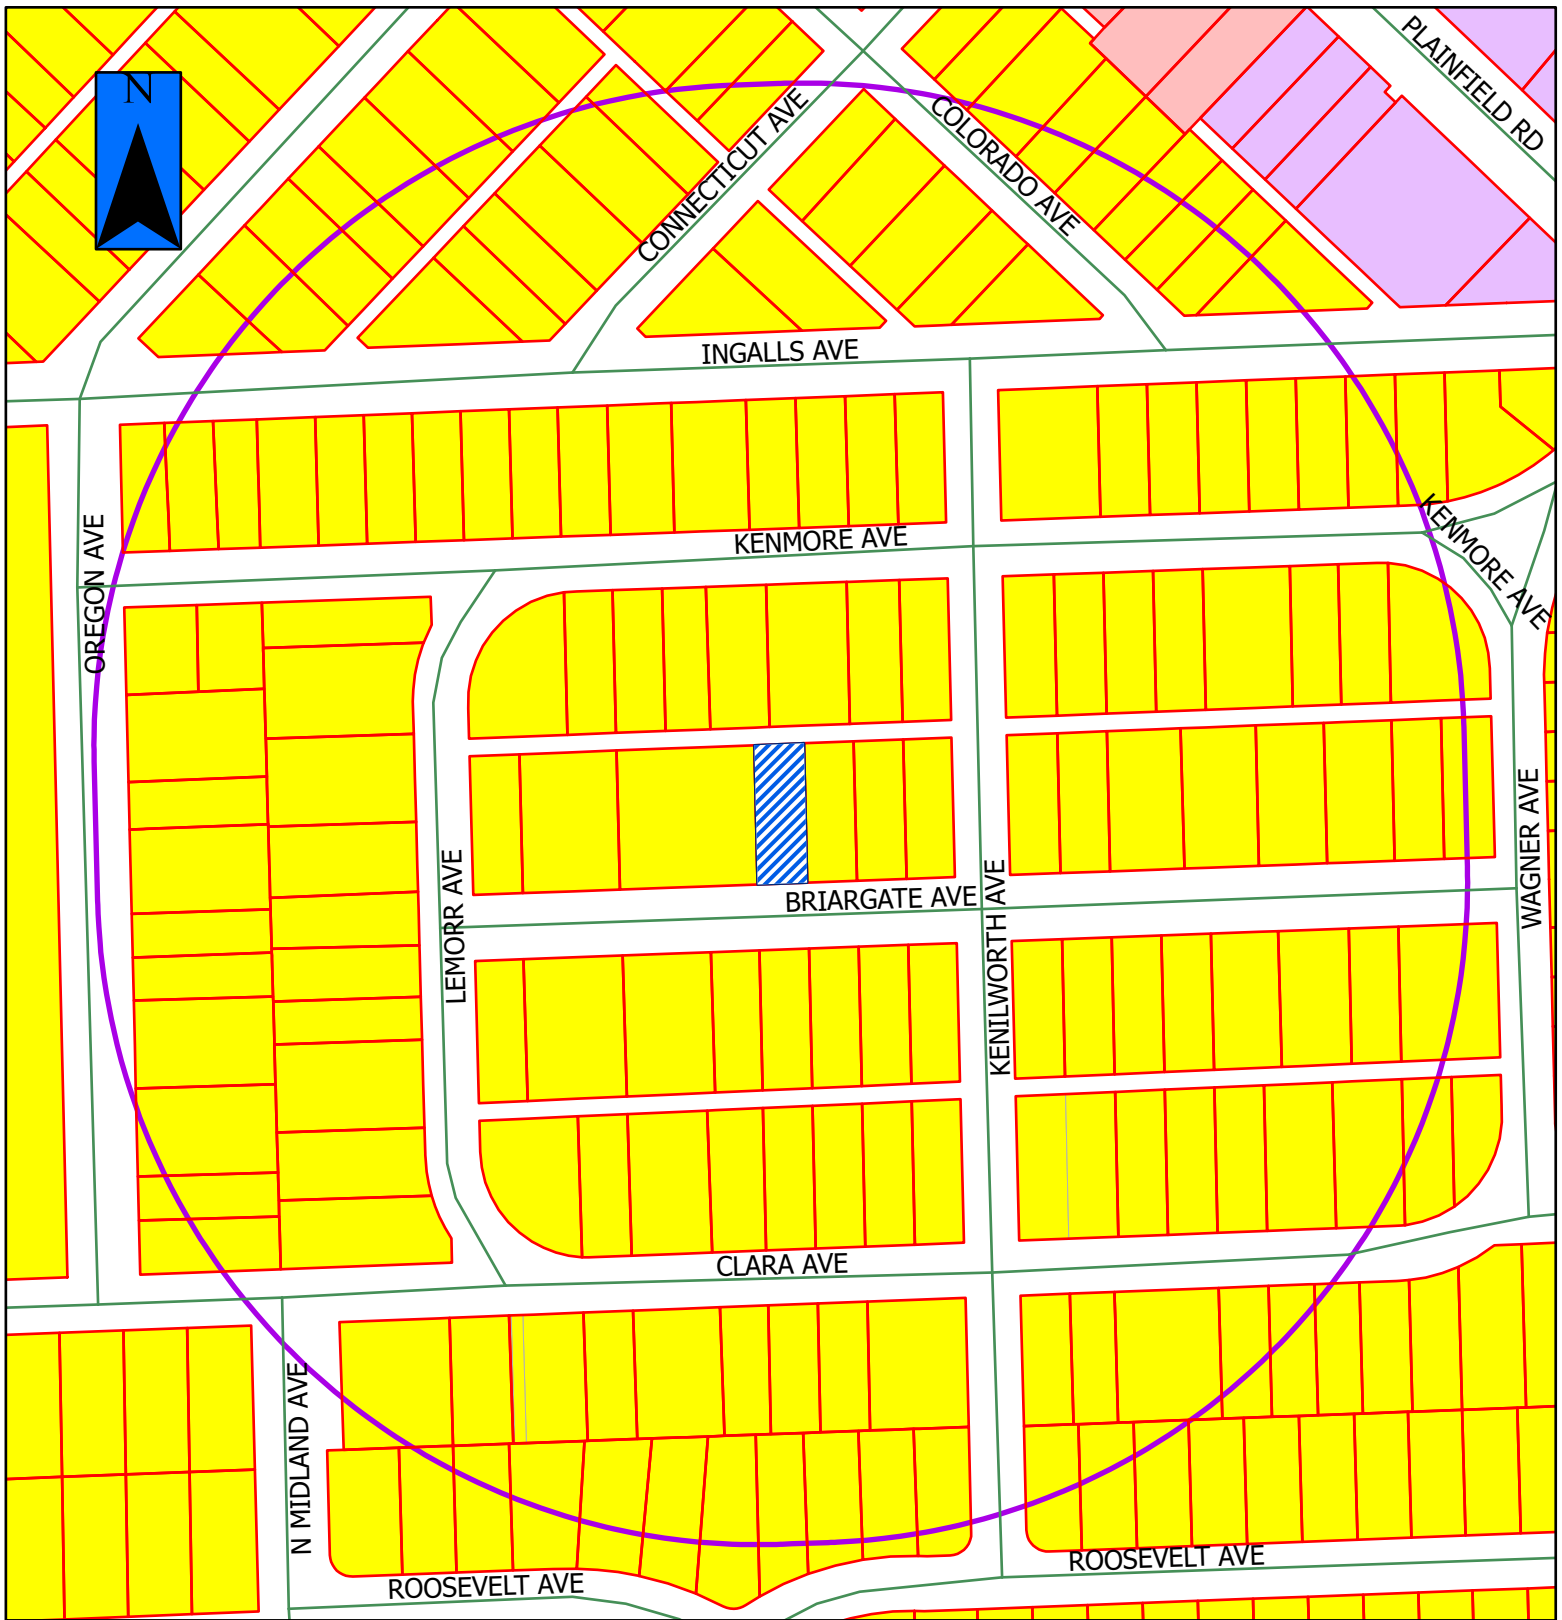 PLAINFIELD RD
N
CONNECTICUT AVE
COLORADO AVE
INGALLS AVE
KENMORE AVE
KENMORE AVE
OREGON AVE
WAGNER AVE
LEMORR AVE
BRIARGATE AVE
KENILWORTH AVE
CLARA AVE
N MIDLAND AVE
ROOSEVELT AVE
ROOSEVELT AVE